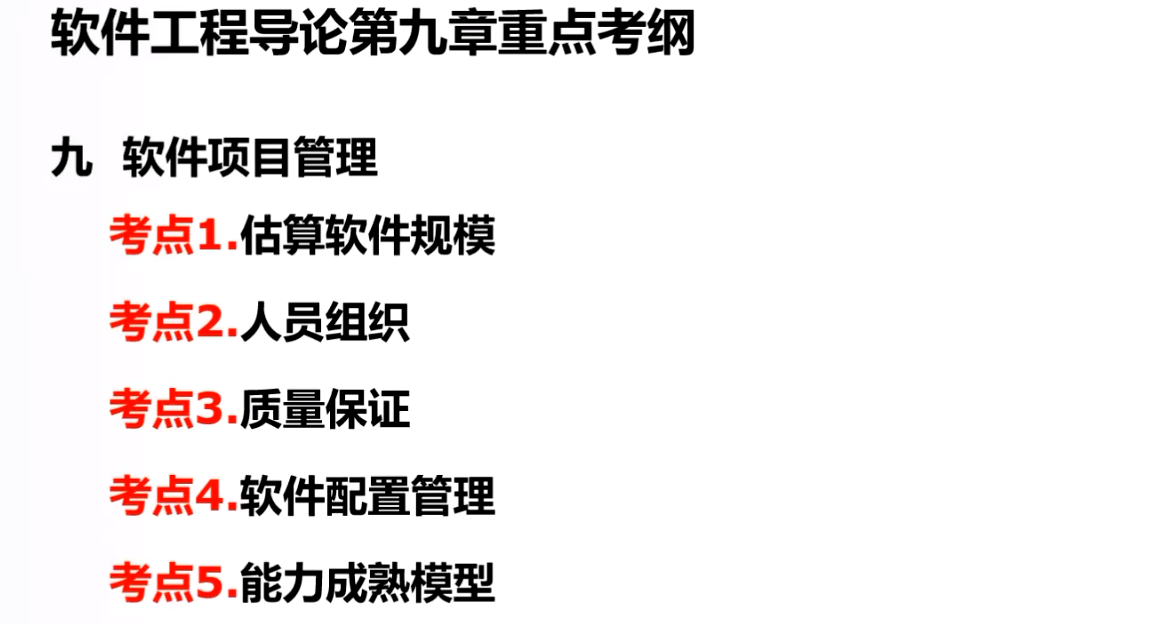 软件工程导论第九章重点考纲
九 软件项目管理
考点1.估算软件规模
考点2.人员组织
考点3.质量保证
考点4.软件配置管理
考点5.能力成熟模型